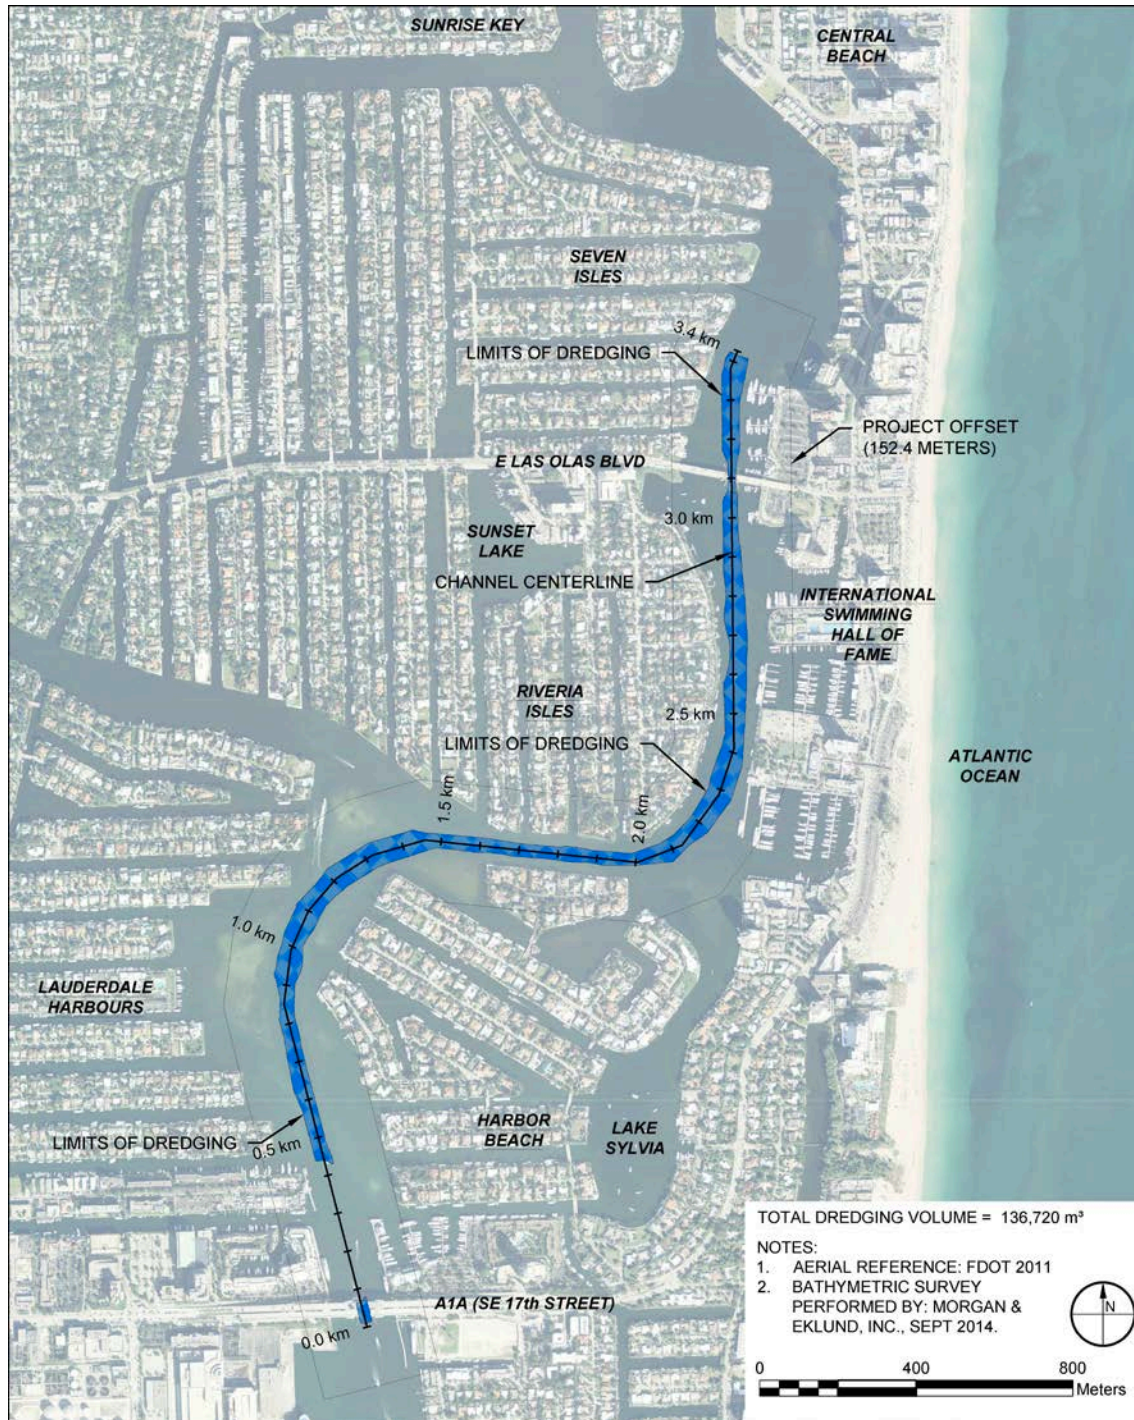 SUNRISE KEY
CENTRAL
BEACH
SEVEN
ISLES
3.4 km
LIMITS OF DREDGING
PROJECT OFFSET
(152.4 METERS)
E LAS OLAS BLVD
3.0 km
SUNSET
LAKE
CHANNEL CENTERLINE
INTERNATIONAL
SWIMMING
HALL OF
FAME
RIVERIA
ISLES
2.5 km
LIMITS OF DREDGING
ATLANTIC
OCEAN
1.5 km
2.0 km
1.0 km
LAUDERDALE
HARBOURS
HARBOR
BEACH
LAKE
SYLVIA
LIMITS OF DREDGING
0.5 km
A1A (SE 17th STREET)
0.0 km
TOTAL DREDGING VOLUME = 136,720 m³
NOTES:
1. AERIAL REFERENCE: FDOT 2011
2. BATHYMETRIC SURVEY
PERFORMED BY: MORGAN &
EKLUND, INC., SEPT 2014.
N
0 400 800
Meters